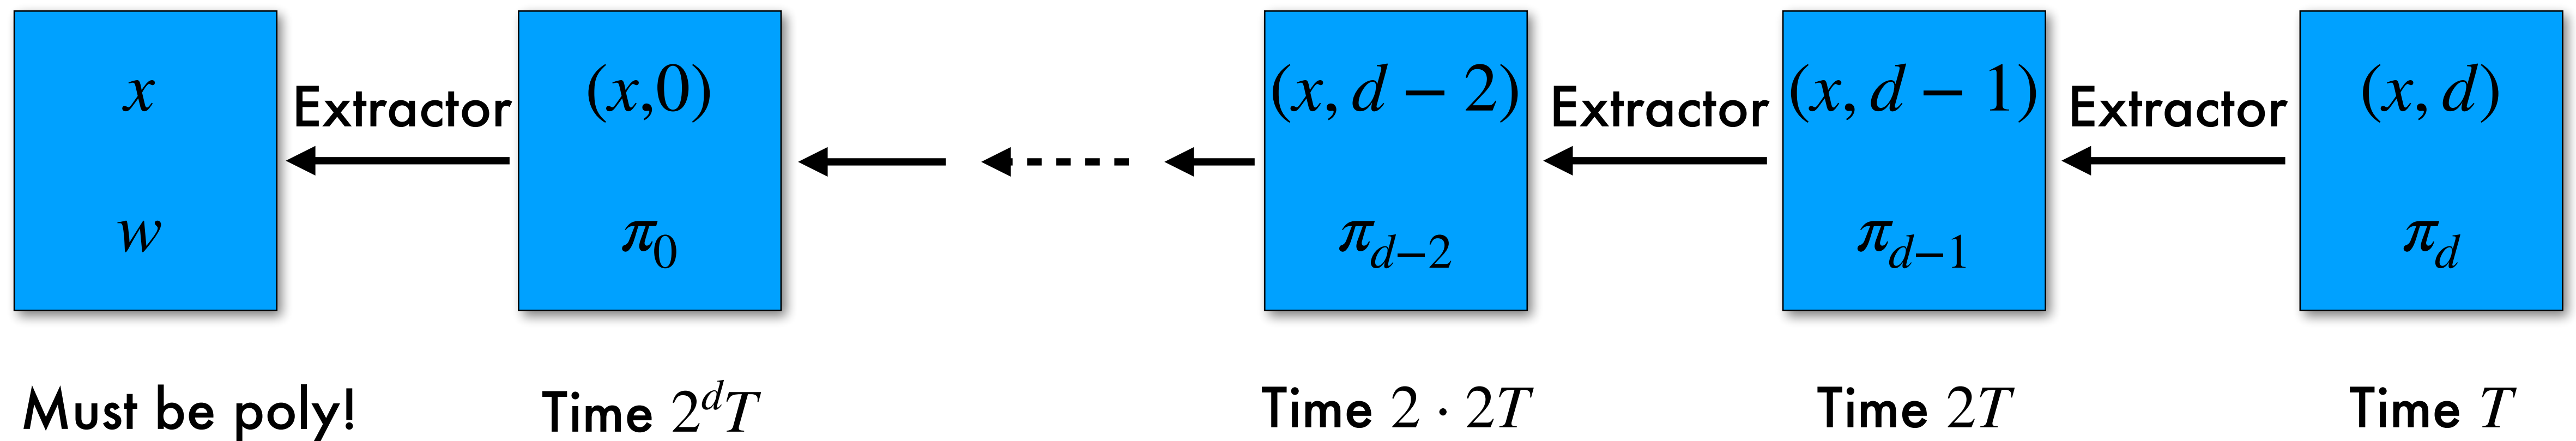 x
w
Must be poly!
Extractor
(x,0)
π₀
Time 2ᵈT
(x, d − 2)
π_{d−2}
Time 2 · 2T
Extractor
(x, d − 1)
π_{d−1}
Time 2T
Extractor
(x, d)
π_d
Time T